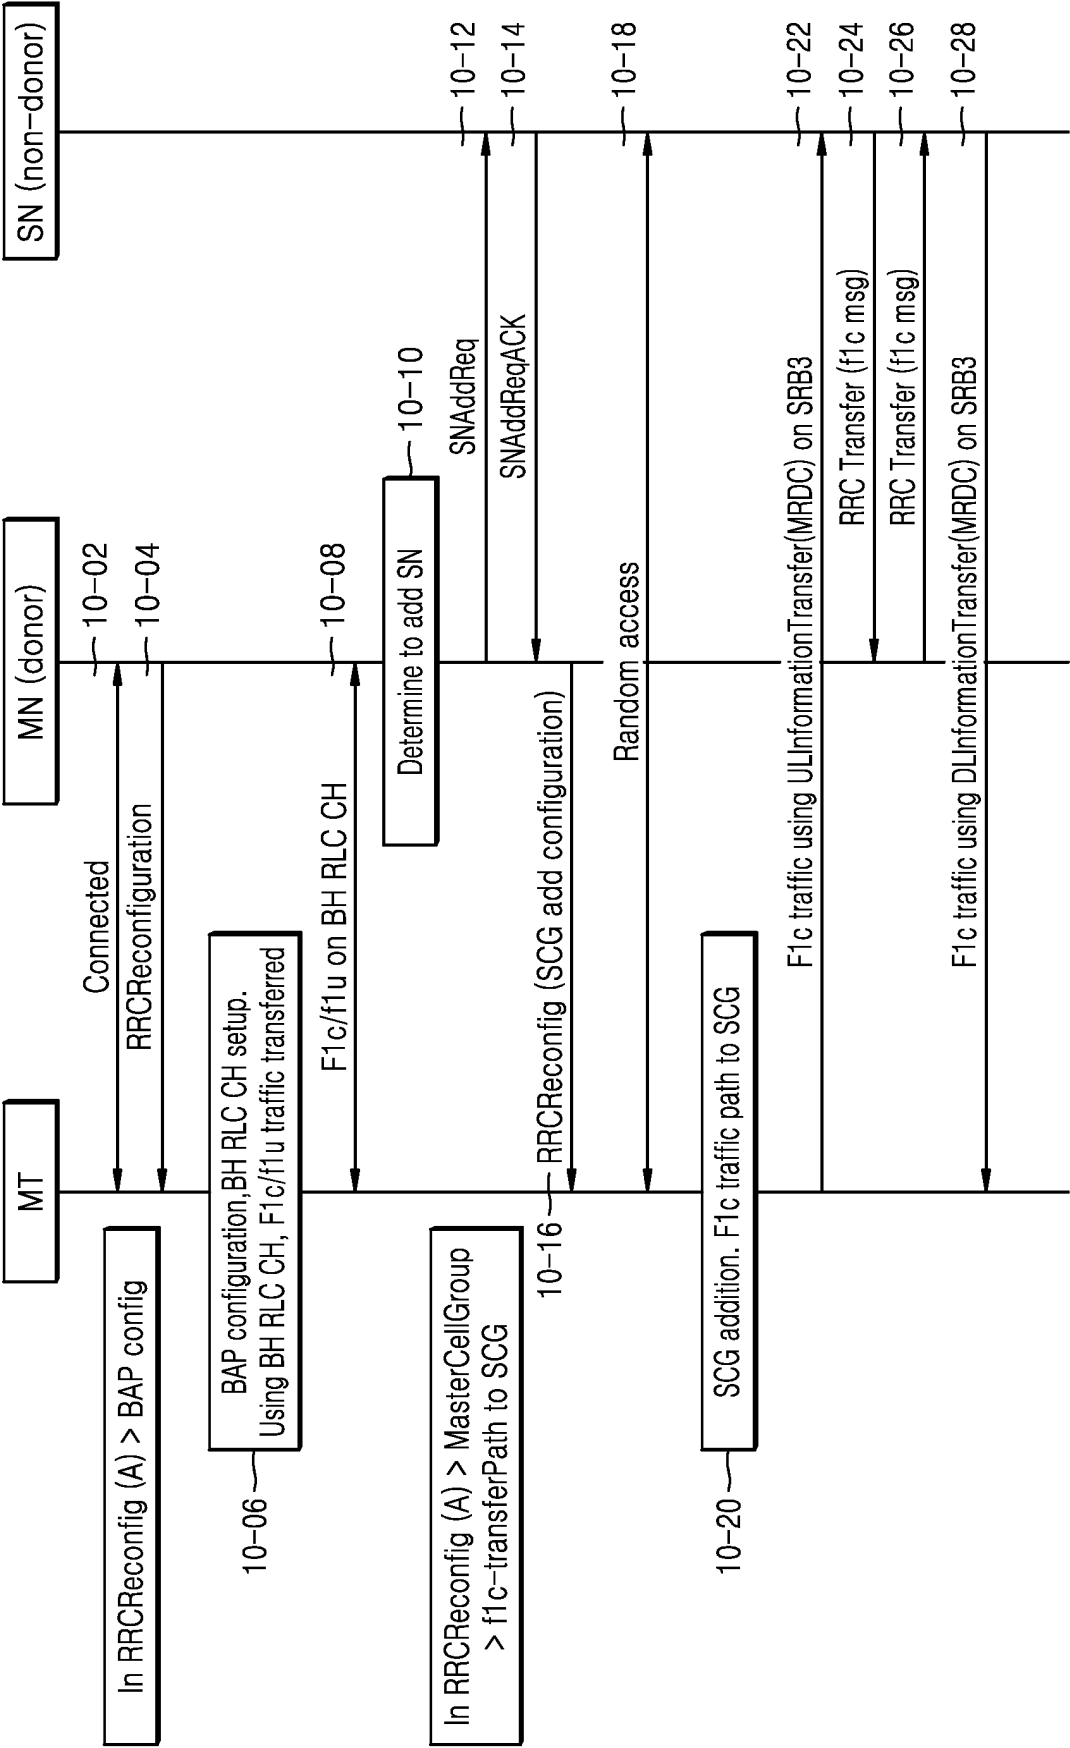 MT
MN (donor)
SN (non-donor)
In RRCReconfig (A) > BAP config
Connected
10-02
RRCReconfiguration
10-04
BAP configuration,BH RLC CH setup.
Using BH RLC CH, F1c/f1u traffic transferred
10-06
F1c/f1u on BH RLC CH
10-08
Determine to add SN
10-10
In RRCReconfig (A) > MasterCellGroup
> f1c-transferPath to SCG
SNAddReq
10-12
SNAddReqACK
10-14
10-16
RRCReconfig (SCG add configuration)
Random access
10-18
SCG addition. F1c traffic path to SCG
10-20
F1c traffic using ULInformationTransfer(MRDC) on SRB3
10-22
RRC Transfer (f1c msg)
10-24
RRC Transfer (f1c msg)
10-26
F1c traffic using DLInformationTransfer(MRDC) on SRB3
10-28